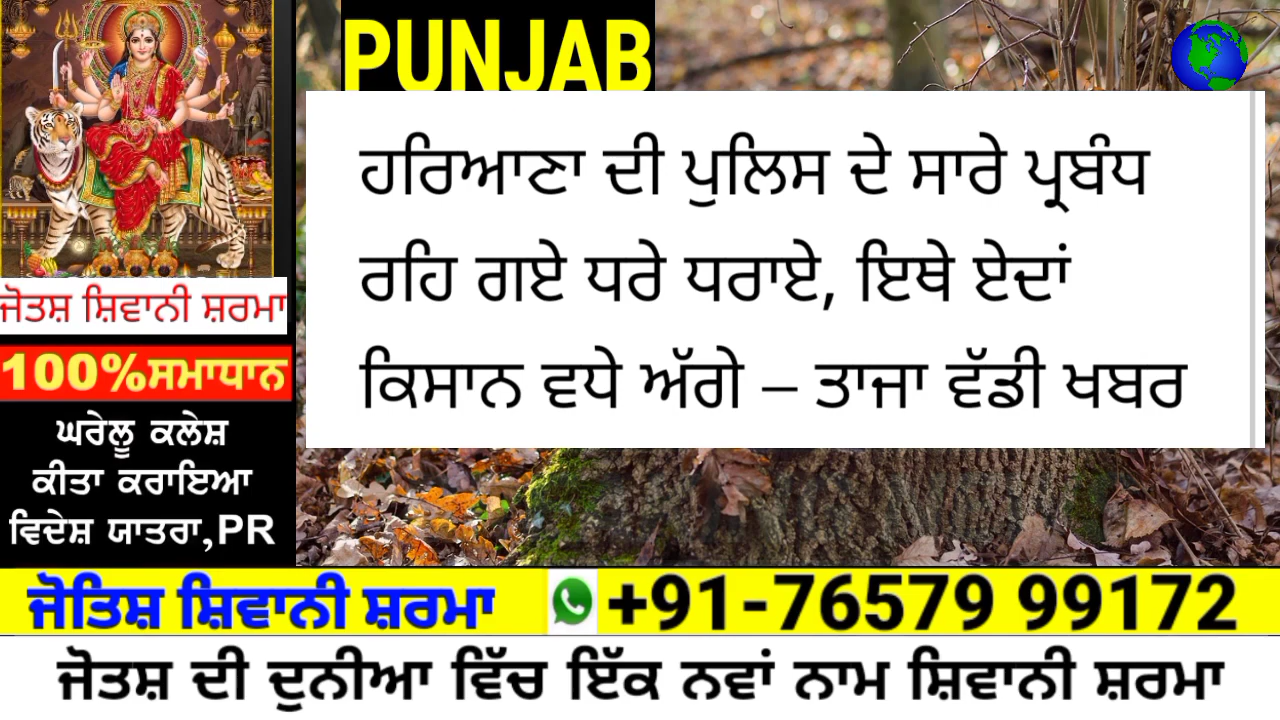 PUNJAB
ਹਰਿਆਣਾ ਦੀ ਪੁਲਿਸ ਦੇ ਸਾਰੇ ਪ੍ਰਬੰਧ
ਰਹਿ ਗਏ ਧਰੇ ਧਰਾਏ, ਇਥੇ ਏਦਾਂ
ਕਿਸਾਨ ਵਧੇ ਅੱਗੇ – ਤਾਜਾ ਵੱਡੀ ਖਬਰ
ਜੋਤਸ਼ ਸ਼ਿਵਾਨੀ ਸ਼ਰਮਾ
100%ਸਮਾਧਾਨ
ਘਰੇਲੂ ਕਲੇਸ਼
ਕੀਤਾ ਕਰਾਇਆ
ਵਿਦੇਸ਼ ਯਾਤਰਾ,PR
ਜੋਤਿਸ਼ ਸ਼ਿਵਾਨੀ ਸ਼ਰਮਾ +91-76579 99172
ਜੋਤਸ਼ ਦੀ ਦੁਨੀਆ ਵਿੱਚ ਇੱਕ ਨਵਾਂ ਨਾਮ ਸ਼ਿਵਾਨੀ ਸ਼ਰਮਾ